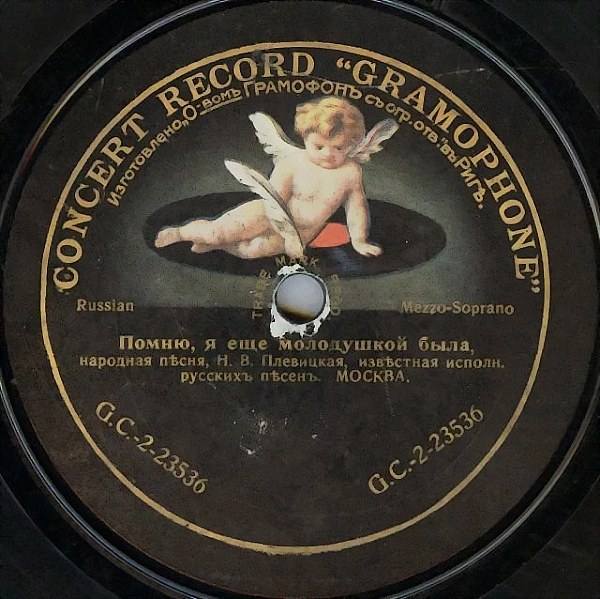 CONCERT RECORD “GRAMOPHONE”
Изготовлено „О-вомъ ГРАМОФОНЪ съ огр. отв.“ въ Ригѣ.
TRADE MARK
Russian
Mezzo-Soprano
Помню, я еще молодушкой была,
народная пѣсня, Н. В. Плевицкая, извѣстная исполн.
русскихъ пѣсенъ. МОСКВА.
G.C.-2-23536
G.C.-2-23536